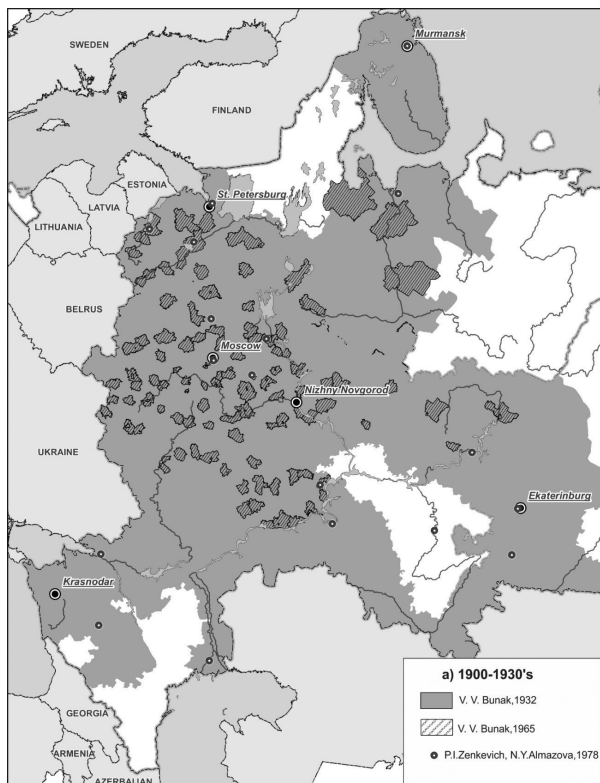 SWEDEN
Murmansk
FINLAND
ESTONIA
St. Petersburg
LATVIA
LITHUANIA
BELRUS
Moscow
Nizhny Novgorod
UKRAINE
Ekaterinburg
Krasnodar
GEORGIA
ARMENIA
AZERBAIJAN
a) 1900-1930's
V. V. Bunak,1932
V. V. Bunak,1965
P.I.Zenkevich, N.Y.Almazova,1978